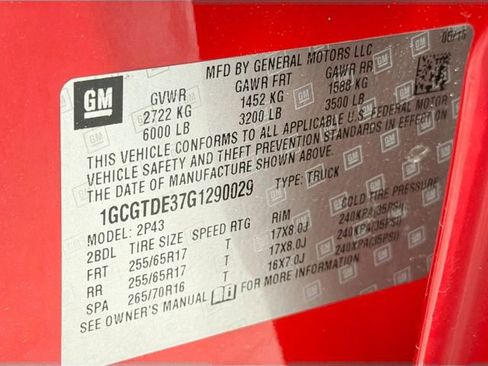 GM
MFD BY GENERAL MOTORS LLC
05/16
GVWR GAWR FRT GAWR RR
2722 KG 1452 KG 1588 KG
6000 LB 3200 LB 3500 LB
THIS VEHICLE CONFORMS TO ALL APPLICABLE U.S. FEDERAL MOTOR
VEHICLE SAFETY AND THEFT PREVENTION STANDARDS IN EFFECT ON
THE DATE OF MANUFACTURE SHOWN ABOVE.
1GCGTDE37G1290029 TYPE: TRUCK
MODEL: 2P43
2BDL TIRE SIZE SPEED RTG RIM COLD TIRE PRESSURE
FRT 255/65R17 T 17X8.0J 240KPA(35PSI)
RR 255/65R17 T 17X8.0J 240KPA(35PSI)
SPA 265/70R16 T 16X7.0J 240KPA(35PSI)
SEE OWNER'S MANUAL FOR MORE INFORMATION